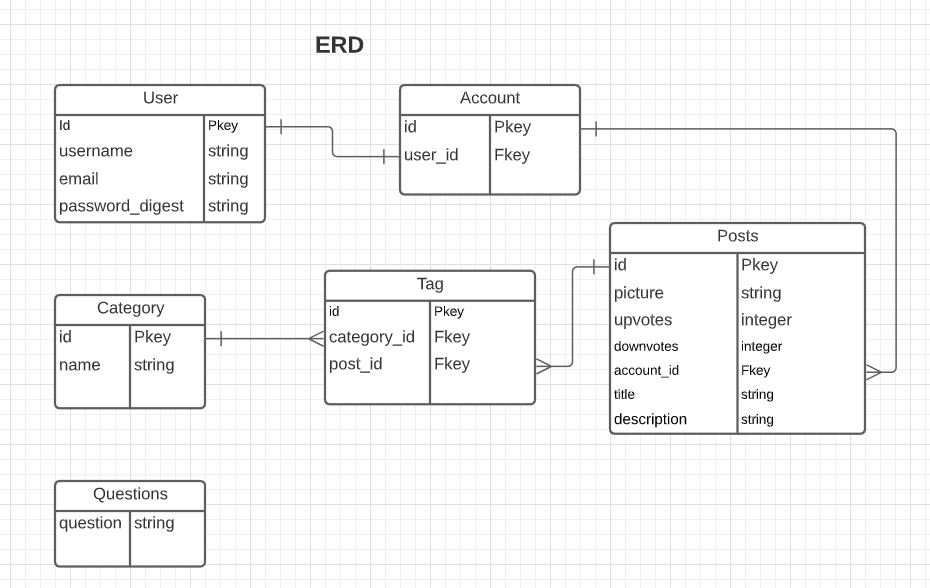 ERD
User
Id Pkey
username string
email string
password_digest string
Account
id Pkey
user_id Fkey
Posts
id Pkey
picture string
upvotes integer
downvotes integer
account_id Fkey
title string
description string
Tag
id Pkey
category_id Fkey
post_id Fkey
Category
id Pkey
name string
Questions
question string